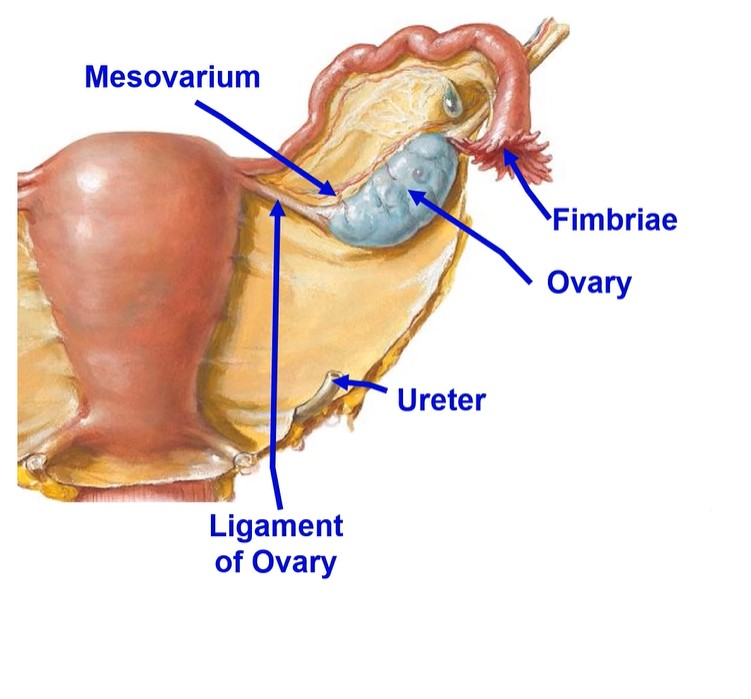 Mesovarium
Fimbriae
Ovary
Ureter
Ligament
of Ovary